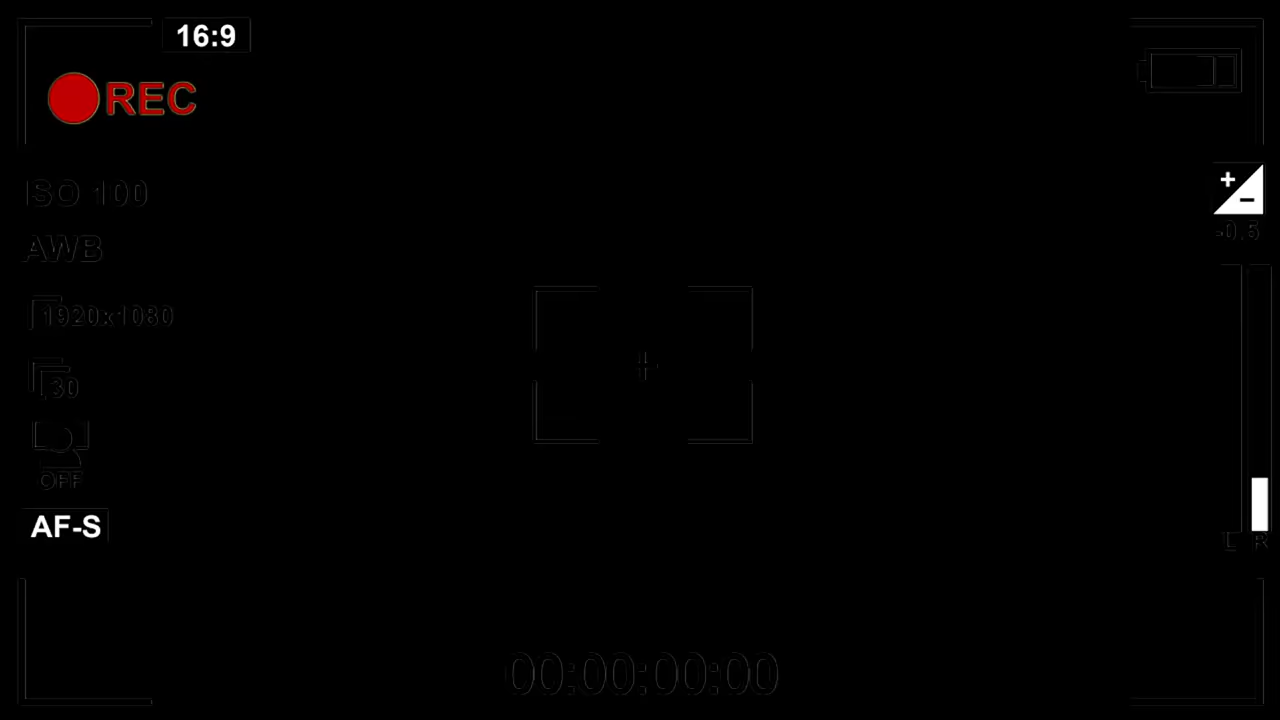 16:9
REC
ISO 100
AWB
-0.5
1920x1080
30
OFF
AF-S
L R
00:00:00:00